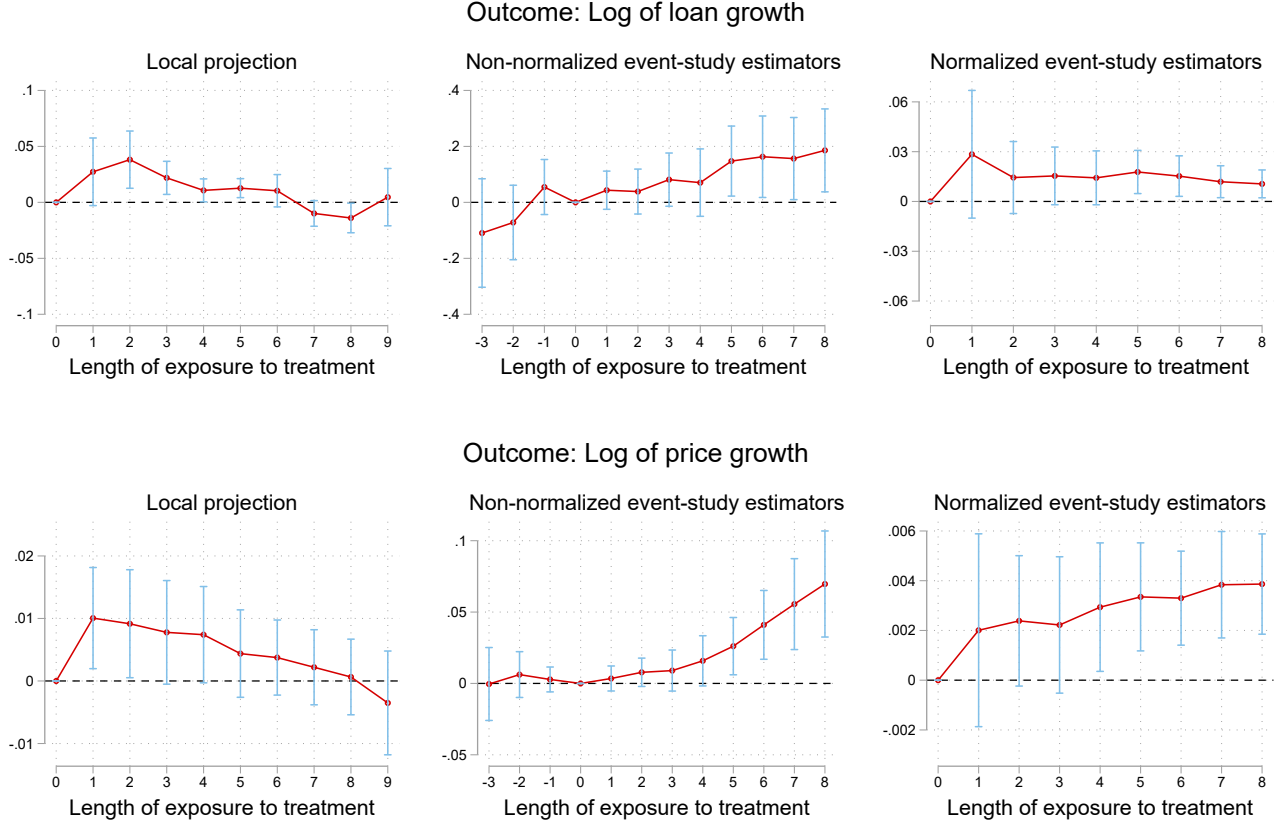 Outcome: Log of loan growth
Local projection
.1
.05
0
-.05
-.1
0 1 2 3 4 5 6 7 8 9
Length of exposure to treatment
Non-normalized event-study estimators
.4
.2
0
-.2
-.4
-3 -2 -1 0 1 2 3 4 5 6 7 8
Length of exposure to treatment
Normalized event-study estimators
.06
.03
0
-.03
-.06
0 1 2 3 4 5 6 7 8
Length of exposure to treatment
Outcome: Log of price growth
Local projection
.02
.01
0
-.01
0 1 2 3 4 5 6 7 8 9
Length of exposure to treatment
Non-normalized event-study estimators
.1
.05
0
-.05
-3 -2 -1 0 1 2 3 4 5 6 7 8
Length of exposure to treatment
Normalized event-study estimators
.006
.004
.002
0
-.002
0 1 2 3 4 5 6 7 8
Length of exposure to treatment